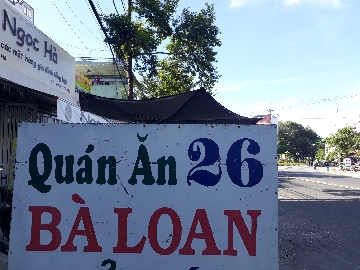 Ngọc Hà
Quán Ăn 26
BÀ LOAN